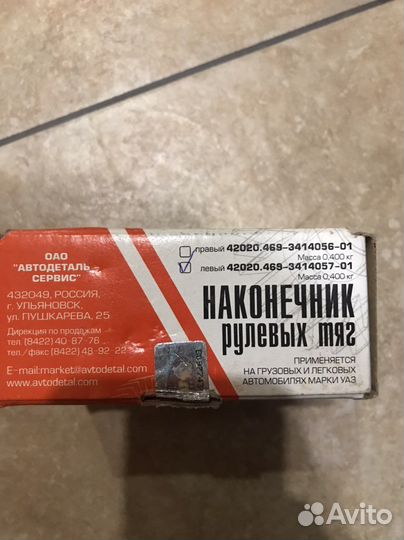 ОАО
"АВТОДЕТАЛЬ-
СЕРВИС"
432049, РОССИЯ,
г. УЛЬЯНОВСК,
ул. ПУШКАРЕВА, 25
Дирекция по продажам
тел. (8422) 40-87-76
тел./факс (8422) 48-92-22
E-mail:market@avtodetal.com
www.avtodetal.com
правый 42020.469-3414056-01
Масса 0,400 кг
левый 42020.469-3414057-01
Масса 0,400 кг
НАКОНЕЧНИК
РУЛЕВЫХ ТЯГ
ПРИМЕНЯЕТСЯ
НА ГРУЗОВЫХ И ЛЕГКОВЫХ
АВТОМОБИЛЯХ МАРКИ УАЗ
Avito